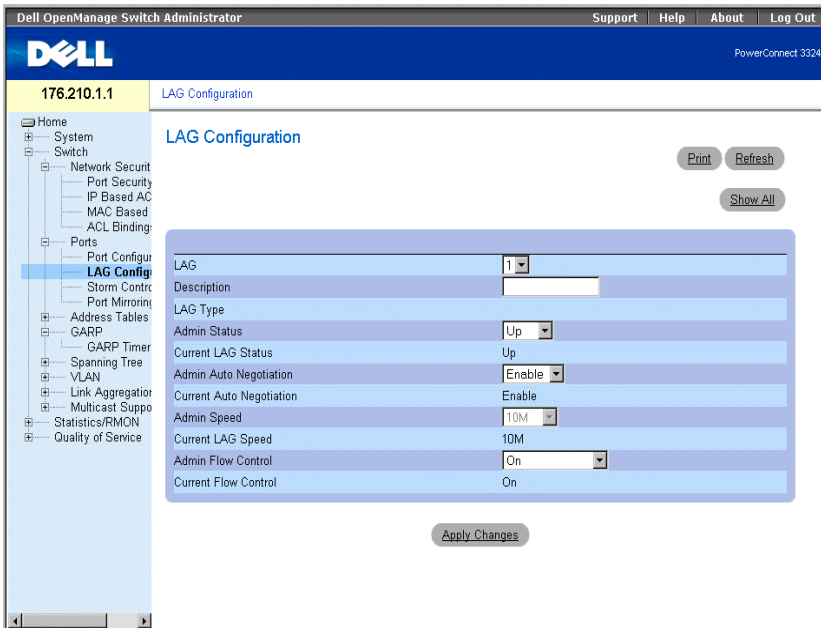 Dell OpenManage Switch Administrator
Support | Help | About | Log Out
DELL
PowerConnect 3324
176.210.1.1
LAG Configuration
Home
System
Switch
Network Securit
Port Security
IP Based AC
MAC Based
ACL Binding
Ports
Port Configur
LAG Config
Storm Contro
Port Mirroring
Address Tables
GARP
GARP Timer
Spanning Tree
VLAN
Link Aggregation
Multicast Suppo
Statistics/RMON
Quality of Service
LAG Configuration
Print
Refresh
Show All
LAG 1
Description
LAG Type
Admin Status Up
Current LAG Status Up
Admin Auto Negotiation Enable
Current Auto Negotiation Enable
Admin Speed 10M
Current LAG Speed 10M
Admin Flow Control On
Current Flow Control On
Apply Changes